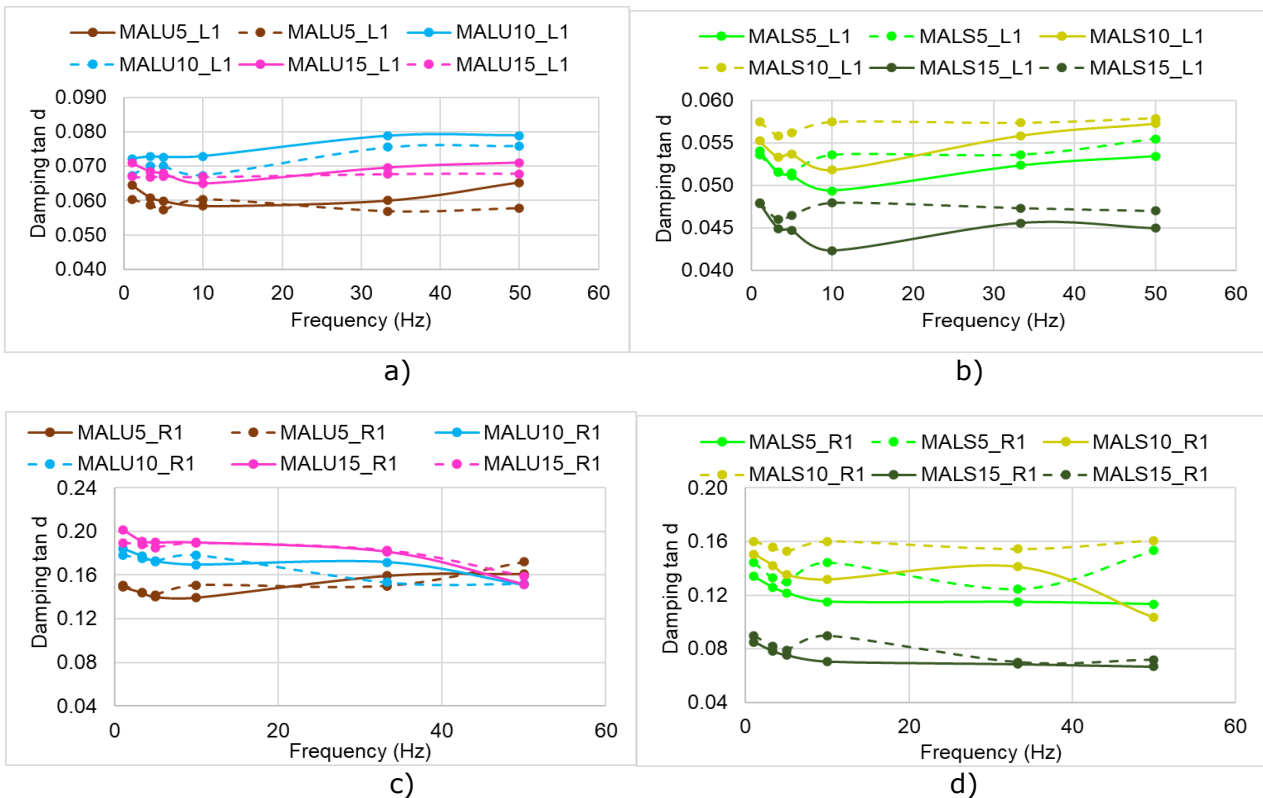 MALU5_L1 MALU5_L1 MALU10_L1
MALU10_L1 MALU15_L1 MALU15_L1
0.090
0.080
0.070
0.060
0.050
0.040
Damping tan d
0 10 20 30 40 50 60
Frequency (Hz)
a)
MALS5_L1 MALS5_L1 MALS10_L1
MALS10_L1 MALS15_L1 MALS15_L1
0.060
0.055
0.050
0.045
0.040
Damping tan d
0 10 20 30 40 50 60
Frequency (Hz)
b)
MALU5_R1 MALU5_R1 MALU10_R1
MALU10_R1 MALU15_R1 MALU15_R1
0.24
0.20
0.16
0.12
0.08
0.04
Damping tan d
0 20 40 60
Frequency (Hz)
c)
MALS5_R1 MALS5_R1 MALS10_R1
MALS10_R1 MALS15_R1 MALS15_R1
0.20
0.16
0.12
0.08
0.04
Damping tan d
0 20 40 60
Frequency (Hz)
d)